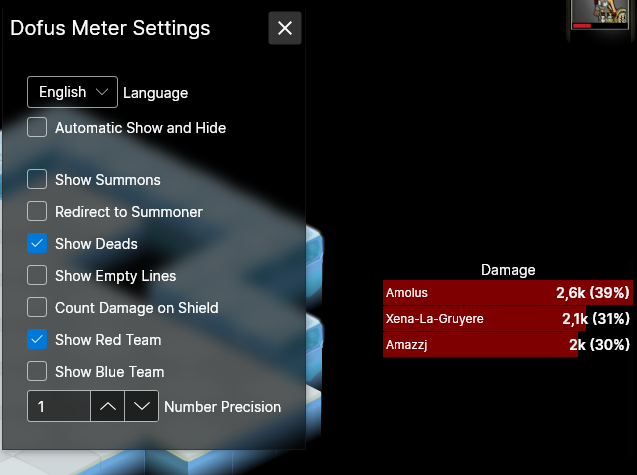 Dofus Meter Settings
English Language
Automatic Show and Hide
Show Summons
Redirect to Summoner
Show Deads
Show Empty Lines
Count Damage on Shield
Show Red Team
Show Blue Team
1 Number Precision
Damage
Amolus 2,6k (39%)
Xena-La-Gruyere 2,1k (31%)
Amazzj 2k (30%)